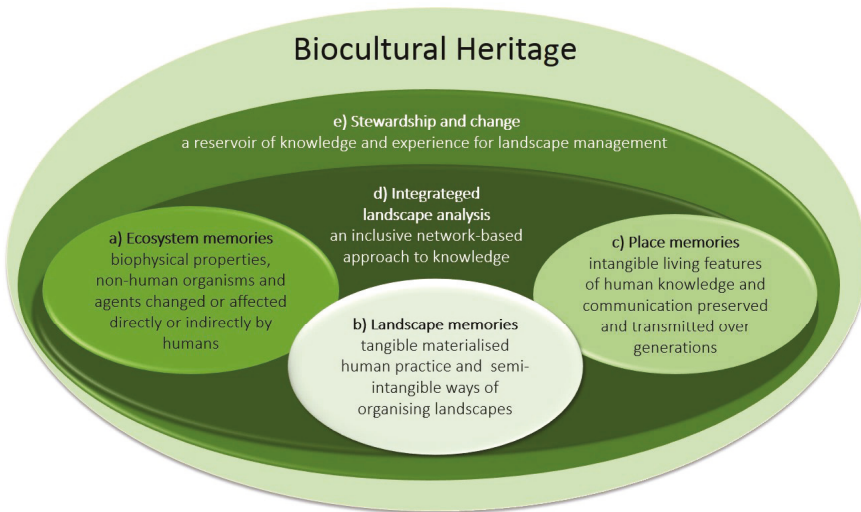 Biocultural Heritage
e) Stewardship and change
a reservoir of knowledge and experience for landscape management
d) Integrateged
landscape analysis
an inclusive network-based
approach to knowledge
a) Ecosystem memories
biophysical properties,
non-human organisms and
agents changed or affected
directly or indirectly by
humans
b) Landscape memories
tangible materialised
human practice and semi-
intangible ways of
organising landscapes
c) Place memories
intangible living features
of human knowledge and
communication preserved
and transmitted over
generations